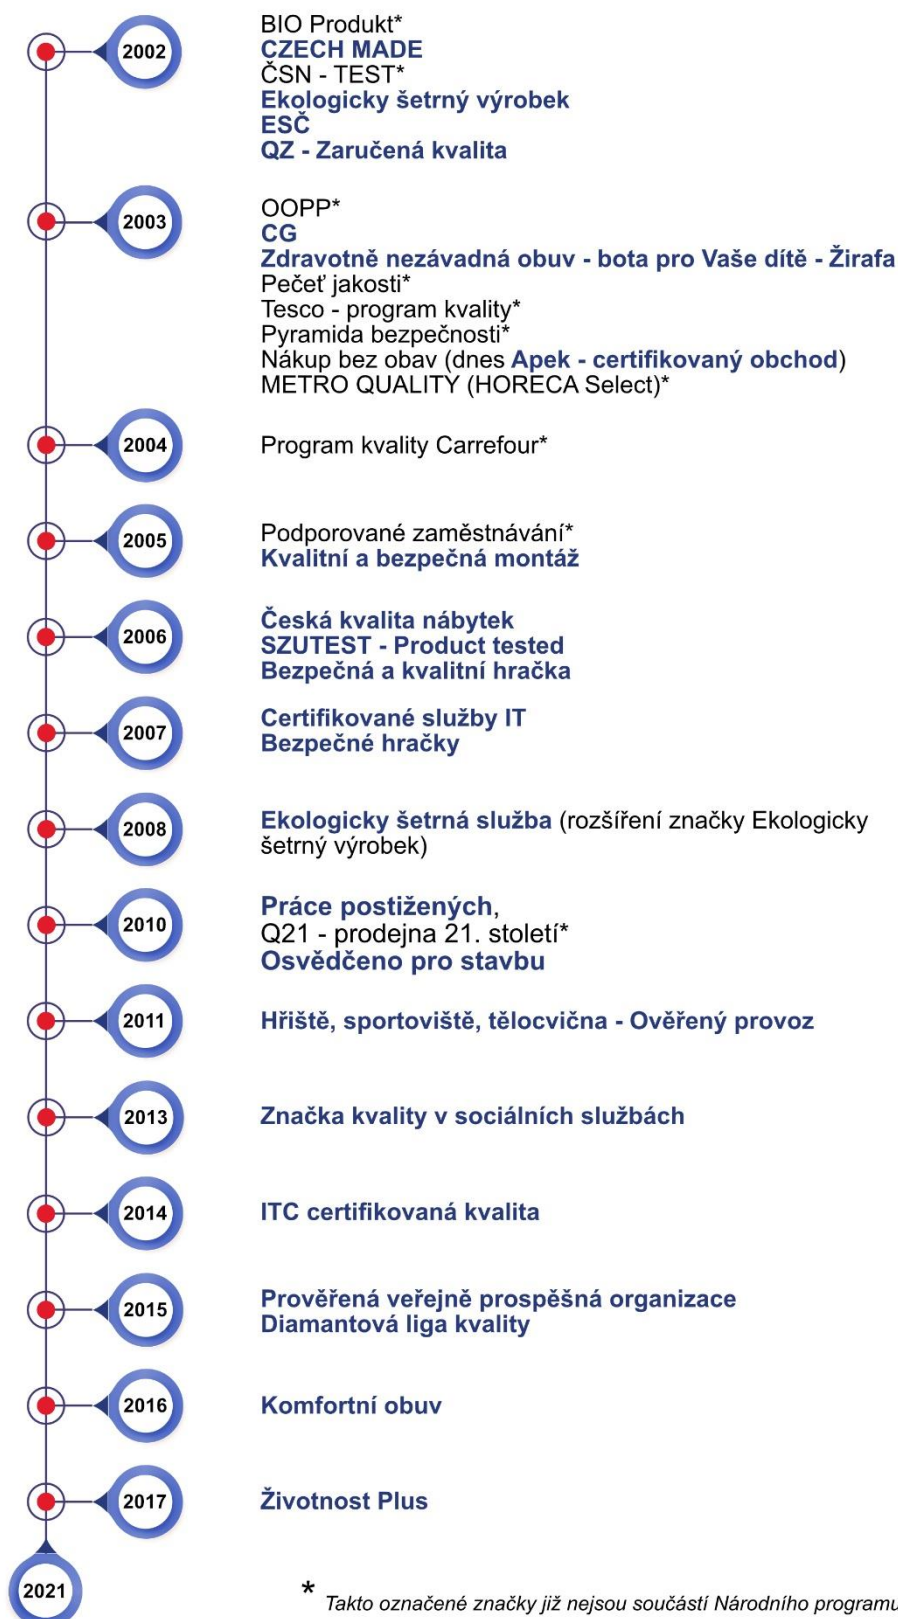 2002
BIO Produkt*
CZECH MADE
ČSN - TEST*
Ekologicky šetrný výrobek
ESČ
QZ - Zaručená kvalita
2003
OOPP*
CG
Zdravotně nezávadná obuv - bota pro Vaše dítě - Žirafa
Pečeť jakosti*
Tesco - program kvality*
Pyramida bezpečnosti*
Nákup bez obav (dnes Apek - certifikovaný obchod)
METRO QUALITY (HORECA Select)*
2004
Program kvality Carrefour*
2005
Podporované zaměstnávání*
Kvalitní a bezpečná montáž
2006
Česká kvalita nábytek
SZUTEST - Product tested
Bezpečná a kvalitní hračka
2007
Certifikované služby IT
Bezpečné hračky
2008
Ekologicky šetrná služba (rozšíření značky Ekologicky
šetrný výrobek)
2010
Práce postižených,
Q21 - prodejna 21. století*
Osvědčeno pro stavbu
2011
Hřiště, sportoviště, tělocvična - Ověřený provoz
2013
Značka kvality v sociálních službách
2014
ITC certifikovaná kvalita
2015
Prověřená veřejně prospěšná organizace
Diamantová liga kvality
2016
Komfortní obuv
2017
Životnost Plus
2021
* Takto označené značky již nejsou součástí Národního programu